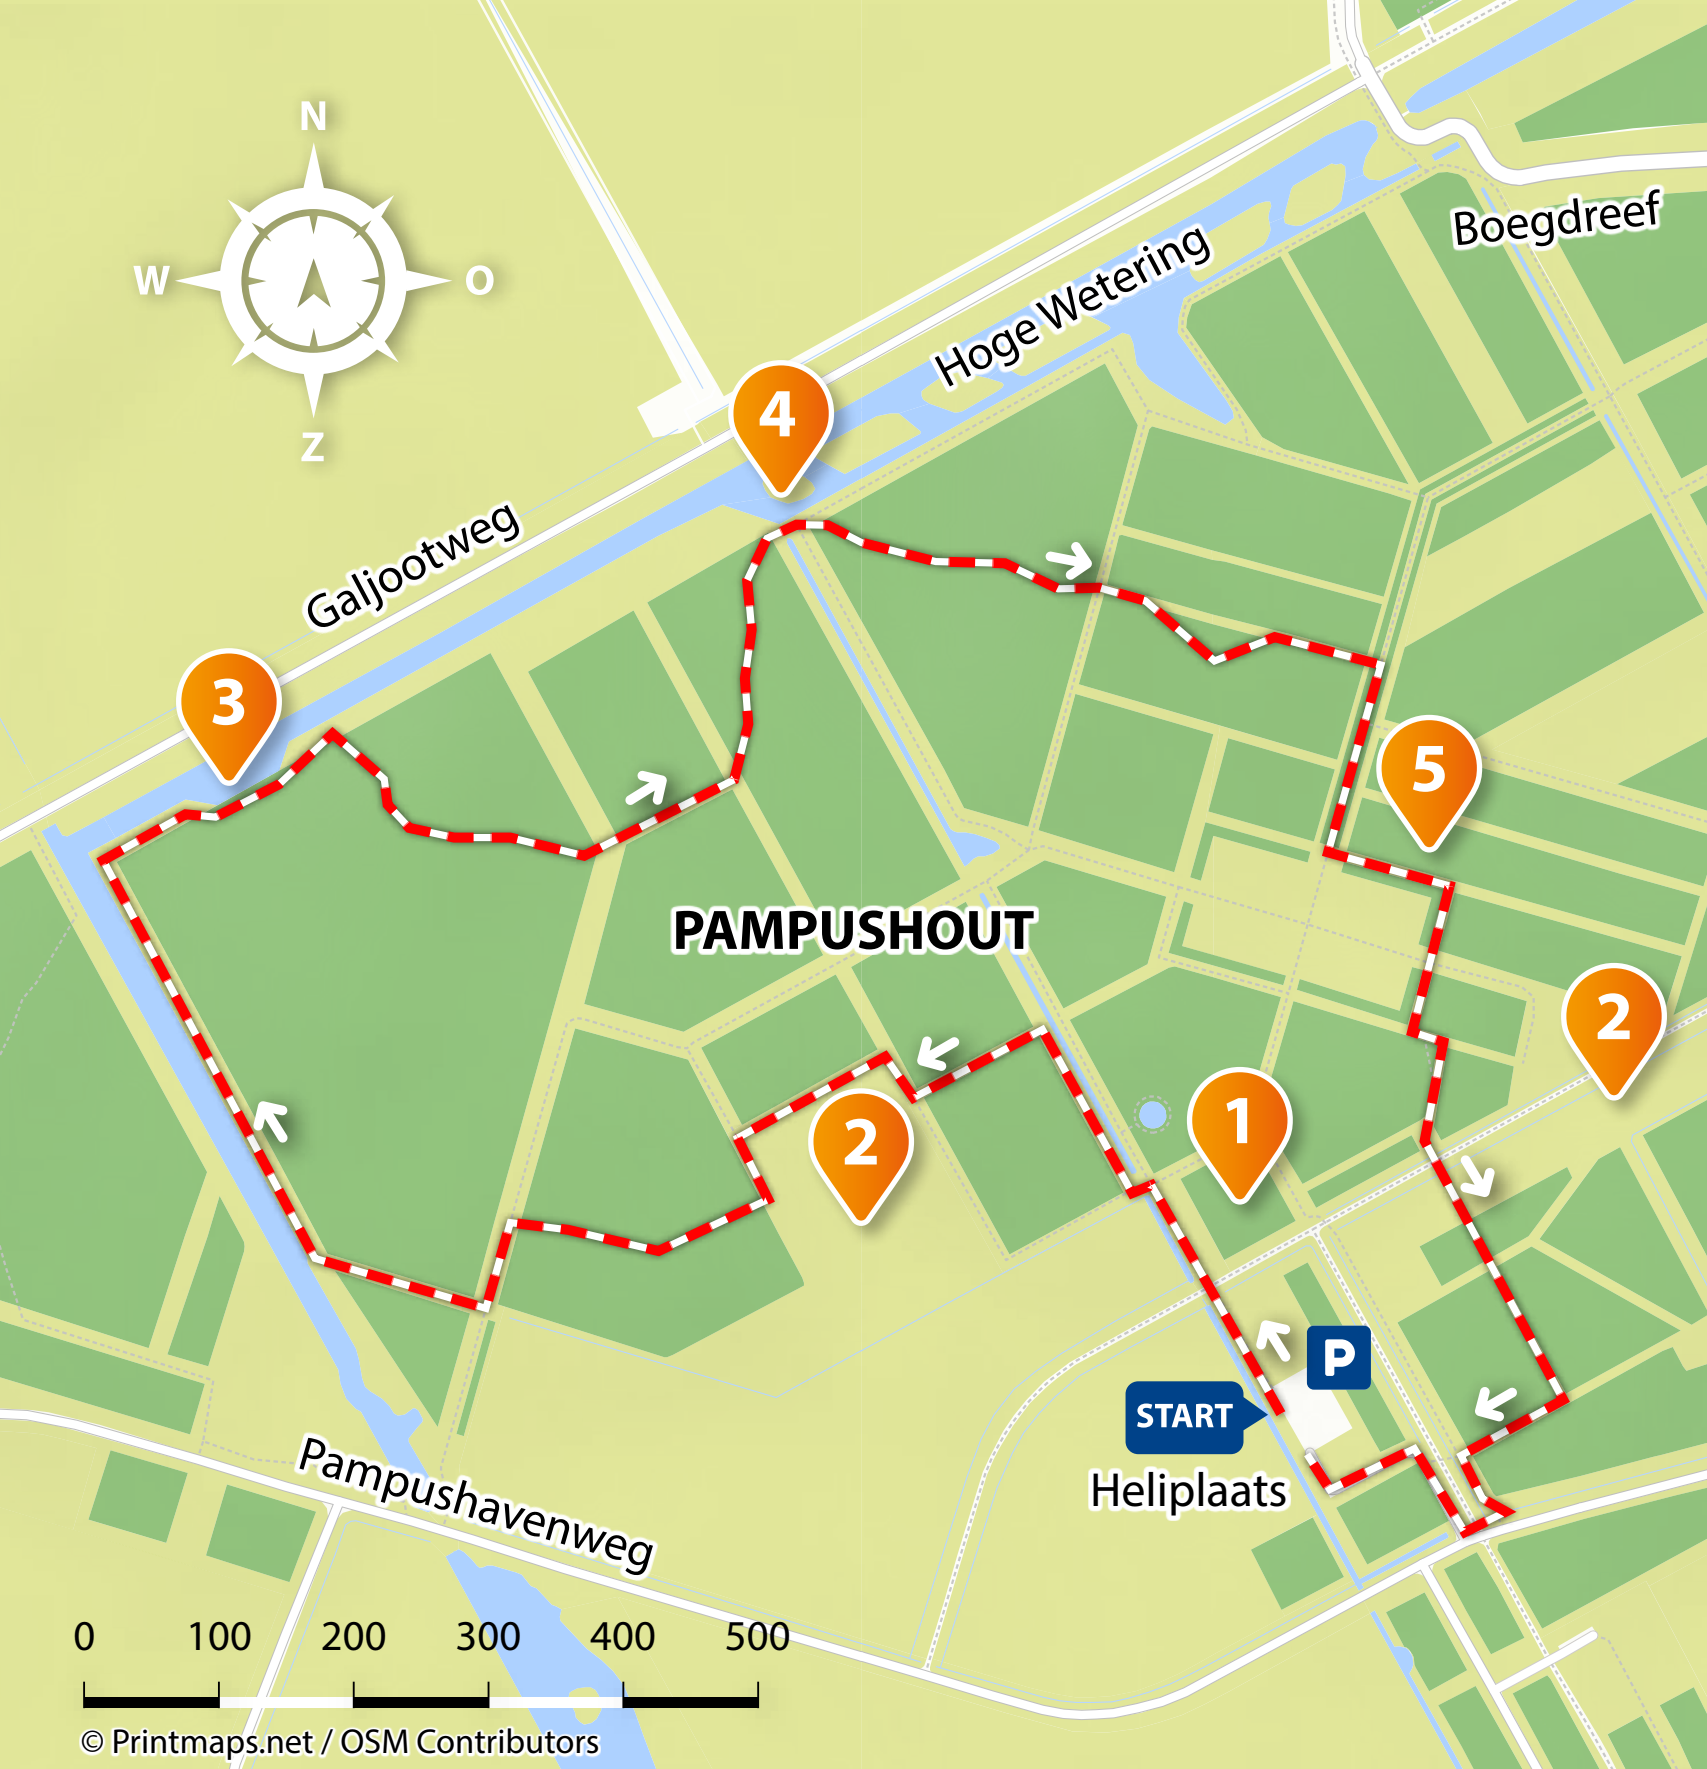 N
W
O
Z
Boegdreef
Hoge Wetering
4
Galjootweg
3
5
PAMPUSHOUT
2
1
2
P
START
Heliplaats
Pampushavenweg
0 100 200 300 400 500
© Printmaps.net / OSM Contributors